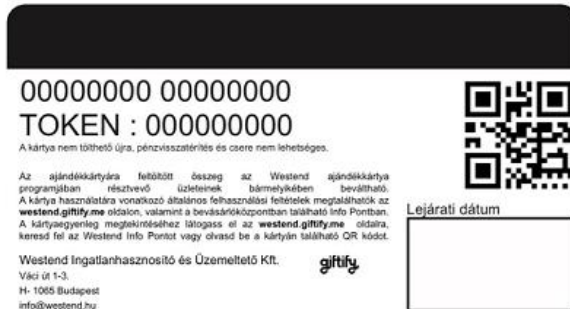 00000000 00000000
TOKEN : 000000000
A kártya nem tölthető újra, pénzvisszatérítés és csere nem lehetséges.
Az ajándékkártyára feltöltött összeg az Westend ajándékkártya
programjában résztvevő üzleteinek bármelyikében beváltható.
A kártya használatára vonatkozó általános felhasználási feltételek megtalálhatók az
westend.giftify.me oldalon, valamint a bevásárlóközpontban található Info Pontban.
A kártyaegyenleg megtekintéséhez látogass el az westend.giftify.me oldalra,
keresd fel az Westend Info Pontot vagy olvasd be a kártyán található QR kódot.
Lejárati dátum
Westend Ingatlanhasznosító és Üzemeltető Kft.
giftify
Váci út 1-3.
H- 1065 Budapest
info@westend.hu